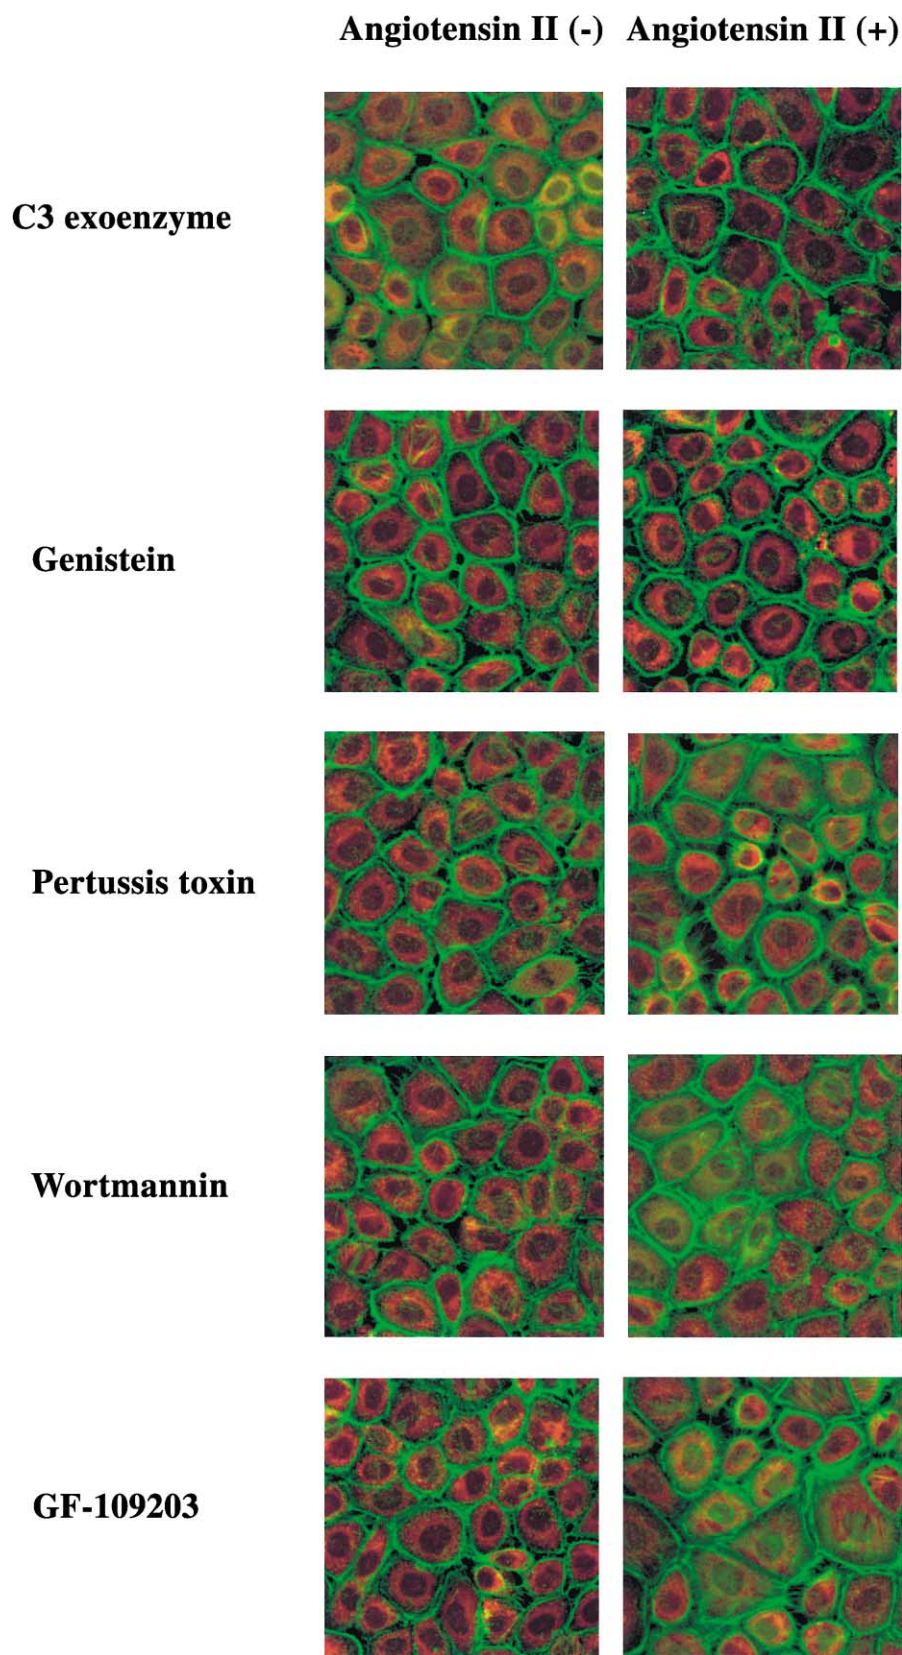 Angiotensin II (-) Angiotensin II (+)
C3 exoenzyme
Genistein
Pertussis toxin
Wortmannin
GF-109203